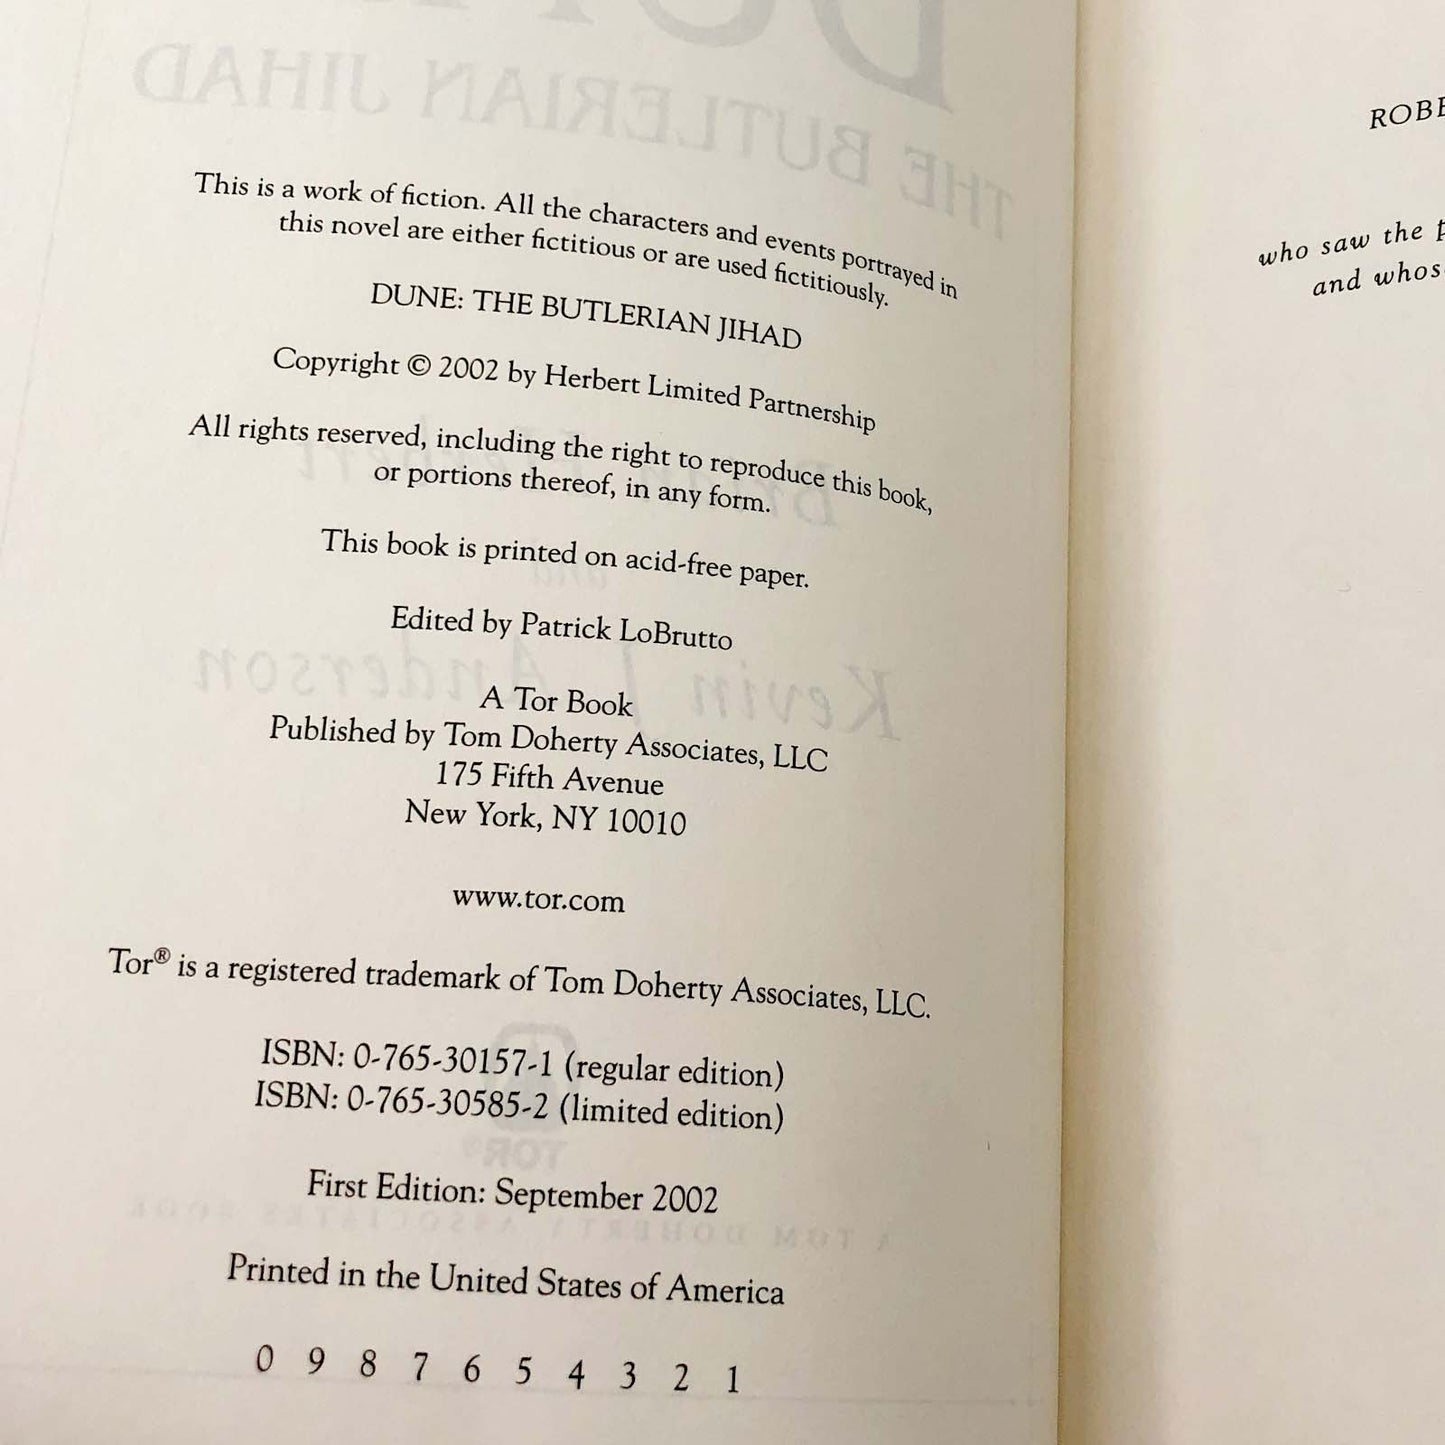 This is a work of fiction. All the characters and events portrayed in
this novel are either fictitious or are used fictitiously.
DUNE: THE BUTLERIAN JIHAD
Copyright © 2002 by Herbert Limited Partnership
All rights reserved, including the right to reproduce this book,
or portions thereof, in any form.
This book is printed on acid-free paper.
Edited by Patrick LoBrutto
A Tor Book
Published by Tom Doherty Associates, LLC
175 Fifth Avenue
New York, NY 10010
www.tor.com
Tor® is a registered trademark of Tom Doherty Associates, LLC.
ISBN: 0-765-30157-1 (regular edition)
ISBN: 0-765-30585-2 (limited edition)
First Edition: September 2002
Printed in the United States of America
0 9 8 7 6 5 4 3 2 1
who saw the
and